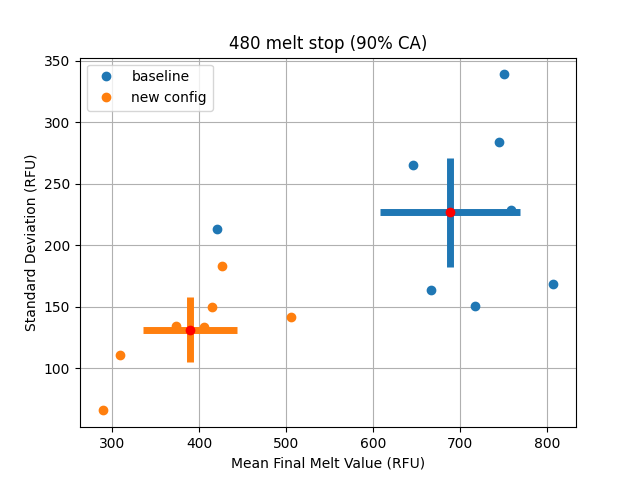 480 melt stop (90% CA)
baseline
new config
350
300
250
200
150
100
Standard Deviation (RFU)
300
400
500
600
700
800
Mean Final Melt Value (RFU)